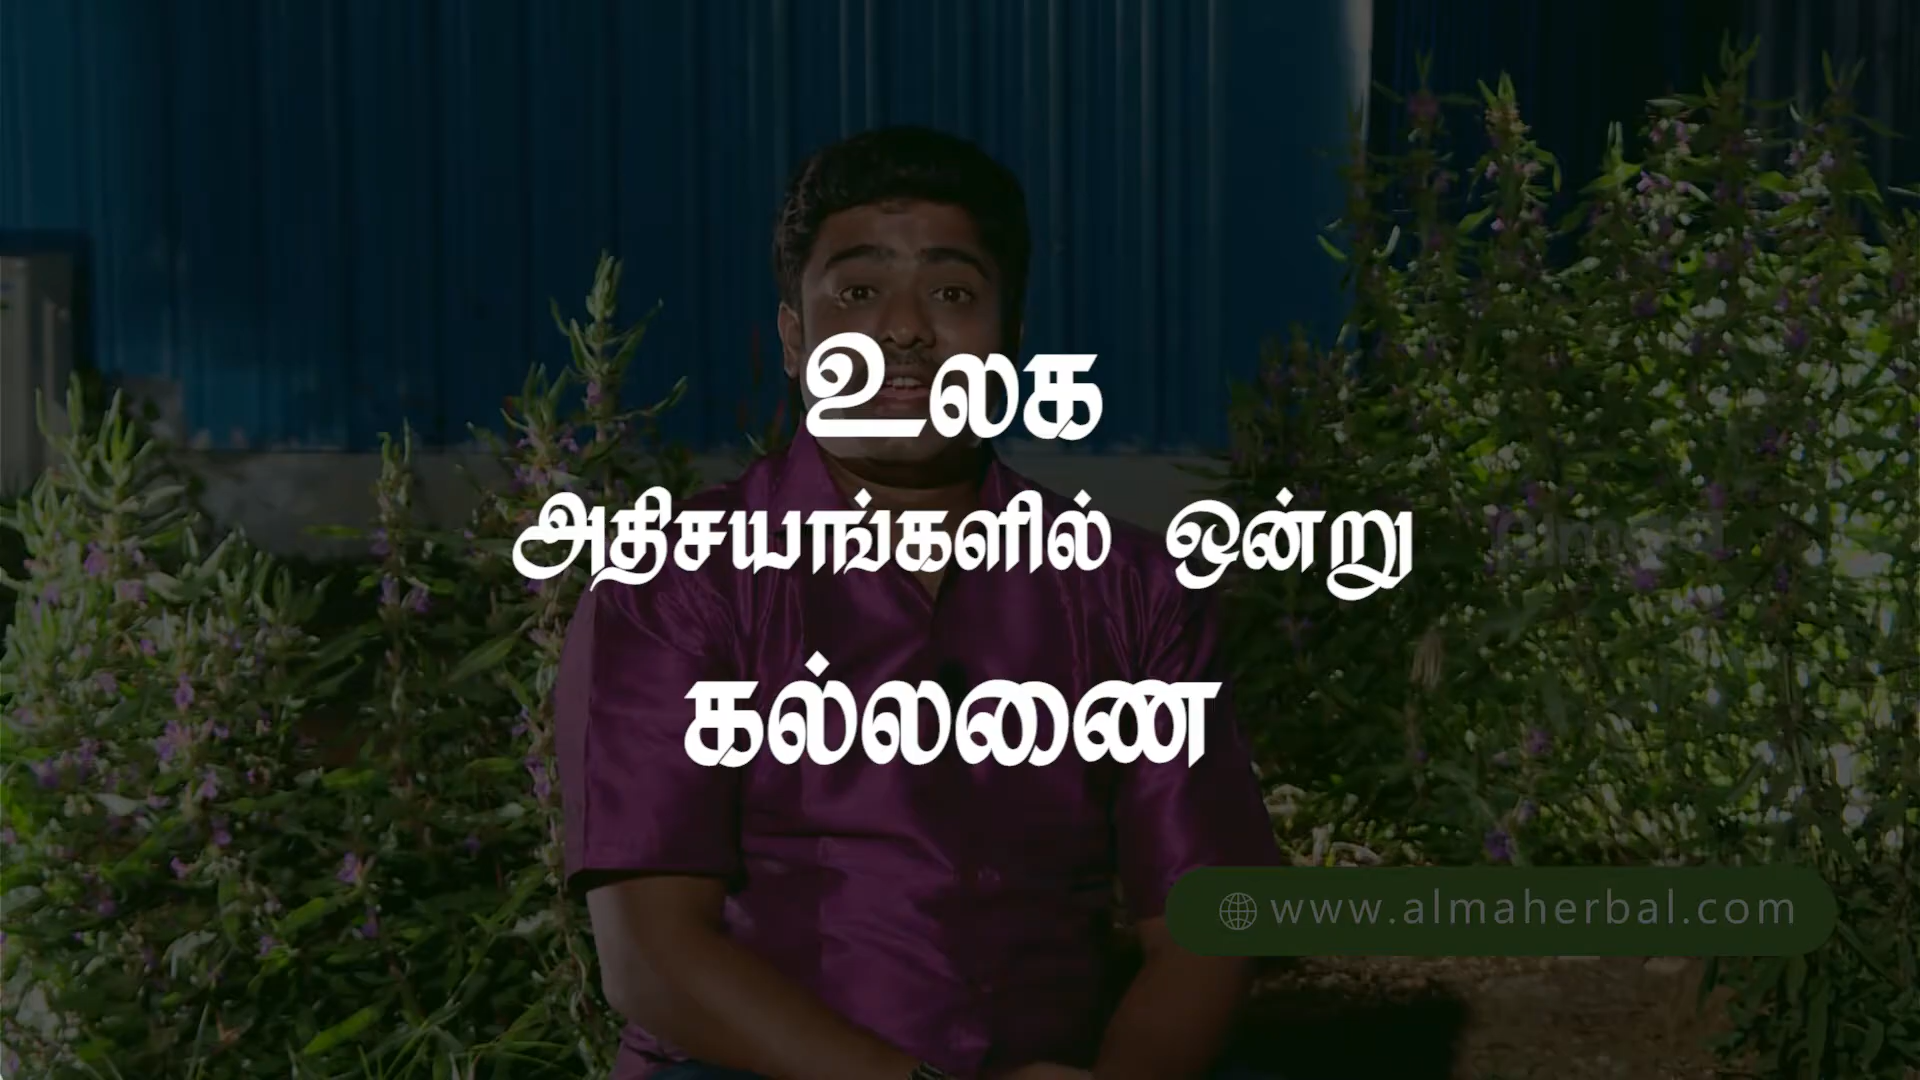 உலக
அதிசயங்களில் ஒன்று
கல்லணை
www.almaherbal.com